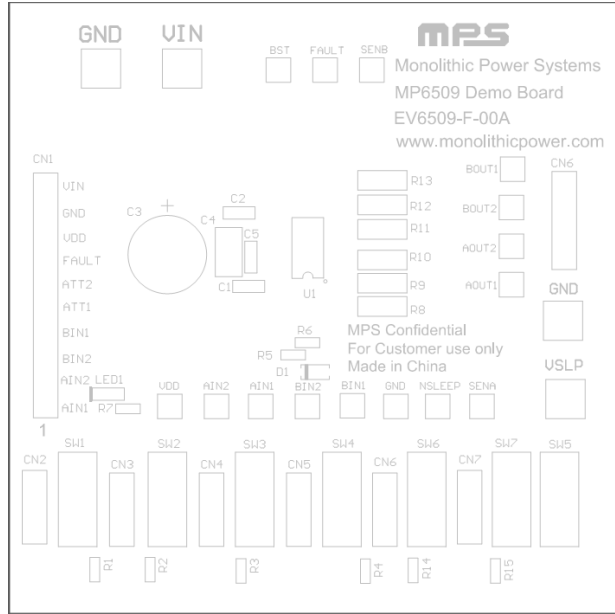 GND VIN
BST FAULT SENB
MPS
Monolithic Power Systems
MP6509 Demo Board
EV6509-F-00A
www.monolithicpower.com
CN1
VIN
GND
VDD
FAULT
ATT2
ATT1
BIN1
BIN2
AIN2
AIN1
1
C3
C2
C4
C5
C1
U1
R13
R12
R11
R10
R9
R8
BOUT1
BOUT2
AOUT2
AOUT1
CN6
GND
VSLP
R6
R5
D1
MPS Confidential
For Customer use only
Made in China
LED1
R7
VDD AIN2 AIN1 BIN2 BIN1 GND NSLEEP SENA
CN2 SW1 CN3 SW2 CN4 SW3 CN5 SW4 CN6 SW6 CN7 SW7 SW5
R1 R2 R3 R4 R14 R15